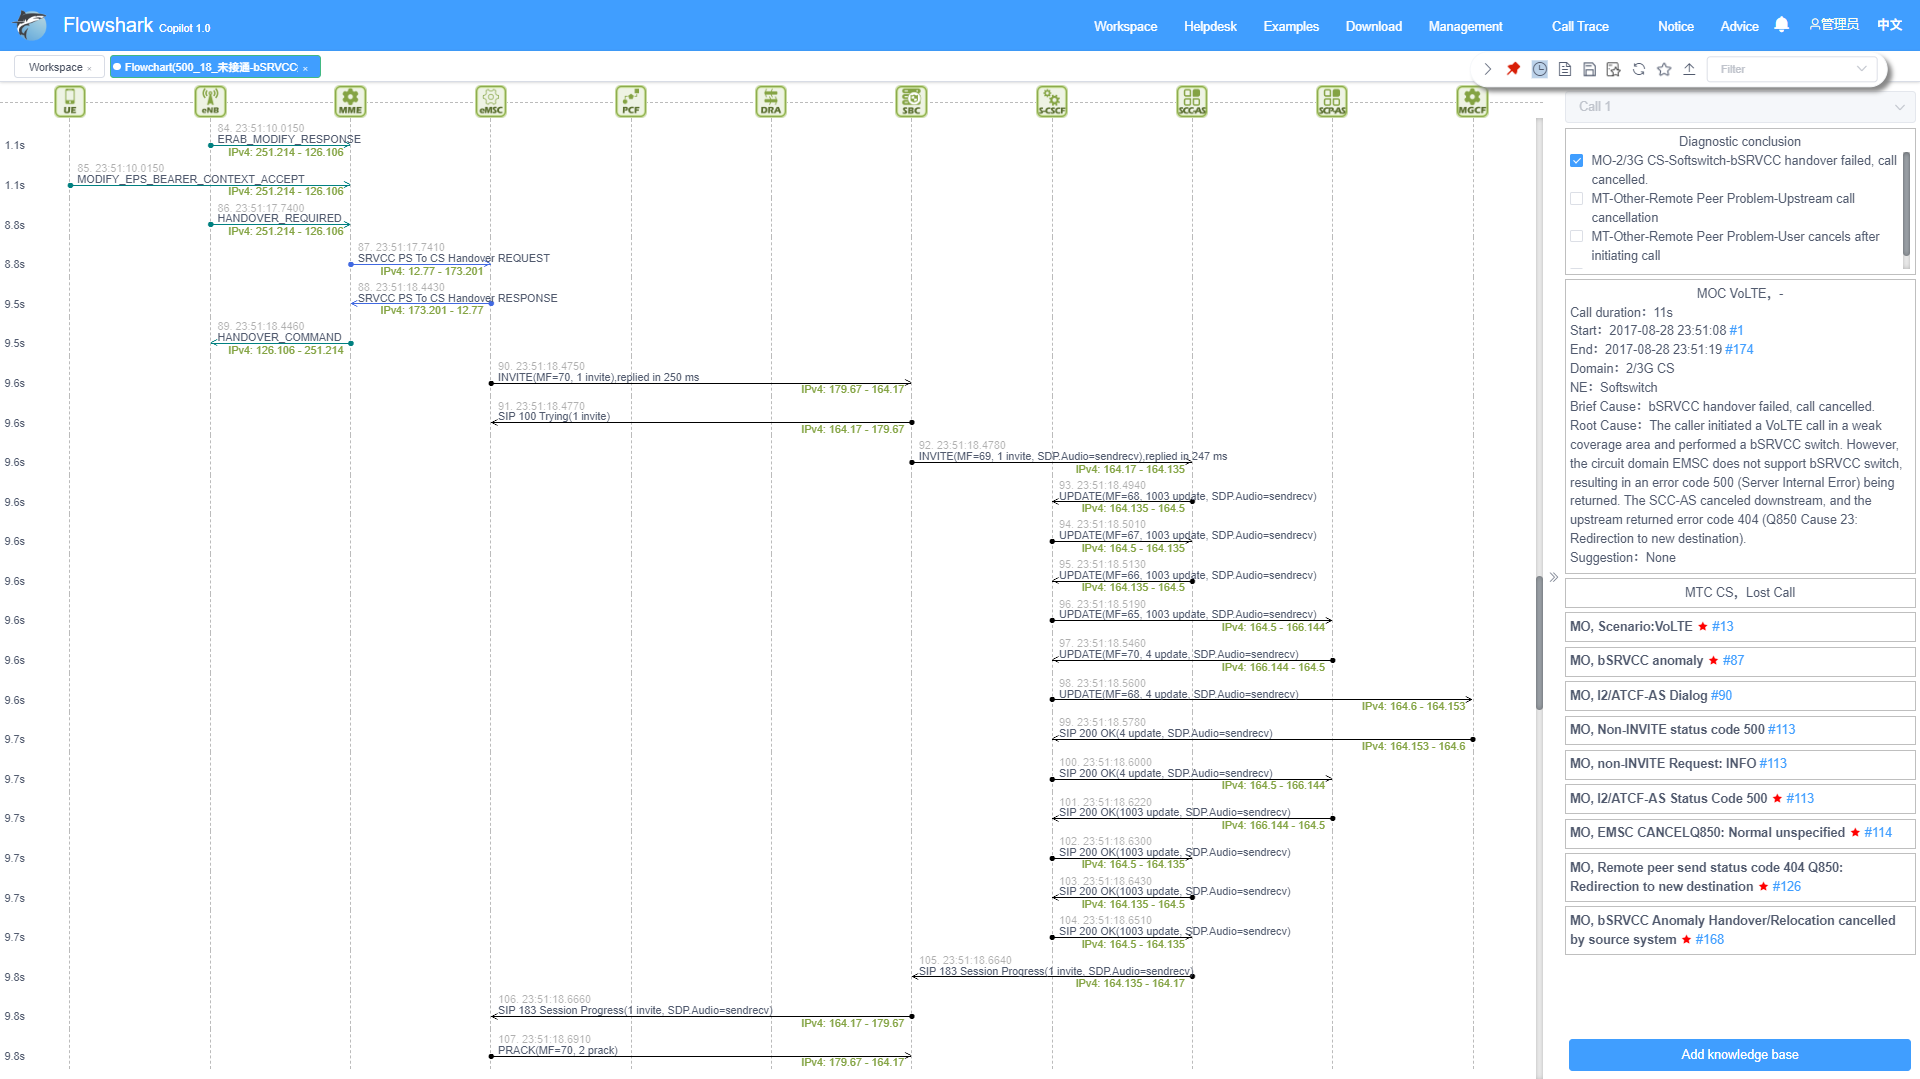 Flowshark Copilot 1.0
Workspace Helpdesk Examples Download Management Call Trace Notice Advice 管理员 中文
Workspace × Flowchart(500_18_未接通-bSRVCC ×
Filter
UE eNB MME eMSC PCF DRA SBC S-CSCF SCC-AS SCP-AS MGCF
84. 23:51:10.0150
1.1s ERAB_MODIFY_RESPONSE
IPv4: 251.214 - 126.106
85. 23:51:10.0150
1.1s MODIFY_EPS_BEARER_CONTEXT_ACCEPT
IPv4: 251.214 - 126.106
86. 23:51:17.7400
8.8s HANDOVER_REQUIRED
IPv4: 251.214 - 126.106
87. 23:51:17.7410
8.8s SRVCC PS To CS Handover REQUEST
IPv4: 12.77 - 173.201
88. 23:51:18.4430
9.5s SRVCC PS To CS Handover RESPONSE
IPv4: 173.201 - 12.77
89. 23:51:18.4460
9.5s HANDOVER_COMMAND
IPv4: 126.106 - 251.214
90. 23:51:18.4750
9.6s INVITE(MF=70, 1 invite),replied in 250 ms
IPv4: 179.67 - 164.17
91. 23:51:18.4770
9.6s SIP 100 Trying(1 invite)
IPv4: 164.17 - 179.67
92. 23:51:18.4780
9.6s INVITE(MF=69, 1 invite, SDP.Audio=sendrecv),replied in 247 ms
IPv4: 164.17 - 164.135
93. 23:51:18.4940
9.6s UPDATE(MF=68, 1003 update, SDP.Audio=sendrecv)
IPv4: 164.135 - 164.5
94. 23:51:18.5010
9.6s UPDATE(MF=67, 1003 update, SDP.Audio=sendrecv)
IPv4: 164.5 - 164.135
95. 23:51:18.5130
9.6s UPDATE(MF=66, 1003 update, SDP.Audio=sendrecv)
IPv4: 164.135 - 164.5
96. 23:51:18.5190
9.6s UPDATE(MF=65, 1003 update, SDP.Audio=sendrecv)
IPv4: 164.5 - 166.144
97. 23:51:18.5460
9.6s UPDATE(MF=70, 4 update, SDP.Audio=sendrecv)
IPv4: 166.144 - 164.5
98. 23:51:18.5600
9.6s UPDATE(MF=68, 4 update, SDP.Audio=sendrecv)
IPv4: 164.6 - 164.153
99. 23:51:18.5780
9.7s SIP 200 OK(4 update, SDP.Audio=sendrecv)
IPv4: 164.153 - 164.6
100. 23:51:18.6000
9.7s SIP 200 OK(4 update, SDP.Audio=sendrecv)
IPv4: 164.5 - 166.144
101. 23:51:18.6220
9.7s SIP 200 OK(1003 update, SDP.Audio=sendrecv)
IPv4: 166.144 - 164.5
102. 23:51:18.6300
9.7s SIP 200 OK(1003 update, SDP.Audio=sendrecv)
IPv4: 164.5 - 164.135
103. 23:51:18.6430
9.7s SIP 200 OK(1003 update, SDP.Audio=sendrecv)
IPv4: 164.135 - 164.5
104. 23:51:18.6510
9.7s SIP 200 OK(1003 update, SDP.Audio=sendrecv)
IPv4: 164.5 - 164.135
105. 23:51:18.6640
9.8s SIP 183 Session Progress(1 invite, SDP.Audio=sendrecv)
IPv4: 164.135 - 164.17
106. 23:51:18.6660
9.8s SIP 183 Session Progress(1 invite, SDP.Audio=sendrecv)
IPv4: 164.17 - 179.67
107. 23:51:18.6910
9.8s PRACK(MF=70, 2 prack)
IPv4: 179.67 - 164.17
Call 1
Diagnostic conclusion
MO-2/3G CS-Softswitch-bSRVCC handover failed, call
cancelled.
MT-Other-Remote Peer Problem-Upstream call
cancellation
MT-Other-Remote Peer Problem-User cancels after
initiating call
MOC VoLTE，-
Call duration：11s
Start：2017-08-28 23:51:08 #1
End：2017-08-28 23:51:19 #174
Domain：2/3G CS
NE：Softswitch
Brief Cause：bSRVCC handover failed, call cancelled.
Root Cause：The caller initiated a VoLTE call in a weak
coverage area and performed a bSRVCC switch. However,
the circuit domain EMSC does not support bSRVCC switch,
resulting in an error code 500 (Server Internal Error) being
returned. The SCC-AS canceled downstream, and the
upstream returned error code 404 (Q850 Cause 23:
Redirection to new destination).
Suggestion：None
MTC CS，Lost Call
MO, Scenario:VoLTE ★ #13
MO, bSRVCC anomaly ★ #87
MO, I2/ATCF-AS Dialog #90
MO, Non-INVITE status code 500 #113
MO, non-INVITE Request: INFO #113
MO, I2/ATCF-AS Status Code 500 ★ #113
MO, EMSC CANCELQ850: Normal unspecified ★ #114
MO, Remote peer send status code 404 Q850:
Redirection to new destination ★ #126
MO, bSRVCC Anomaly Handover/Relocation cancelled
by source system ★ #168
Add knowledge base